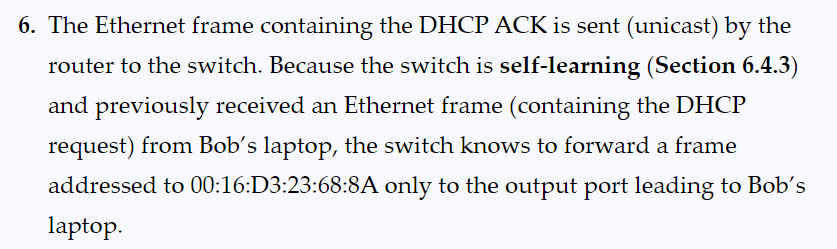 6. The Ethernet frame containing the DHCP ACK is sent (unicast) by the
router to the switch. Because the switch is self-learning (Section 6.4.3)
and previously received an Ethernet frame (containing the DHCP
request) from Bob’s laptop, the switch knows to forward a frame
addressed to 00:16:D3:23:68:8A only to the output port leading to Bob’s
laptop.